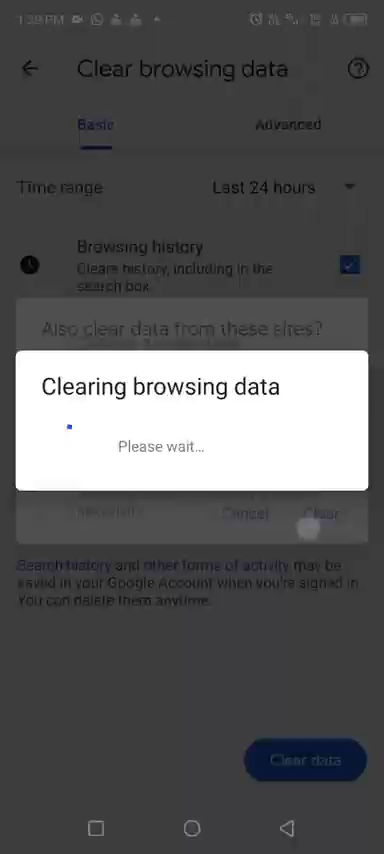 1:39 PM
Clear browsing data
Basic
Advanced
Time range
Last 24 hours
Browsing history
Clears history, including in the
search box
Also clear data from these sites?
Clearing browsing data
Please wait...
Cancel
Clear
Search history and other forms of activity may be
saved in your Google Account when you're signed in.
You can delete them anytime.
Clear data